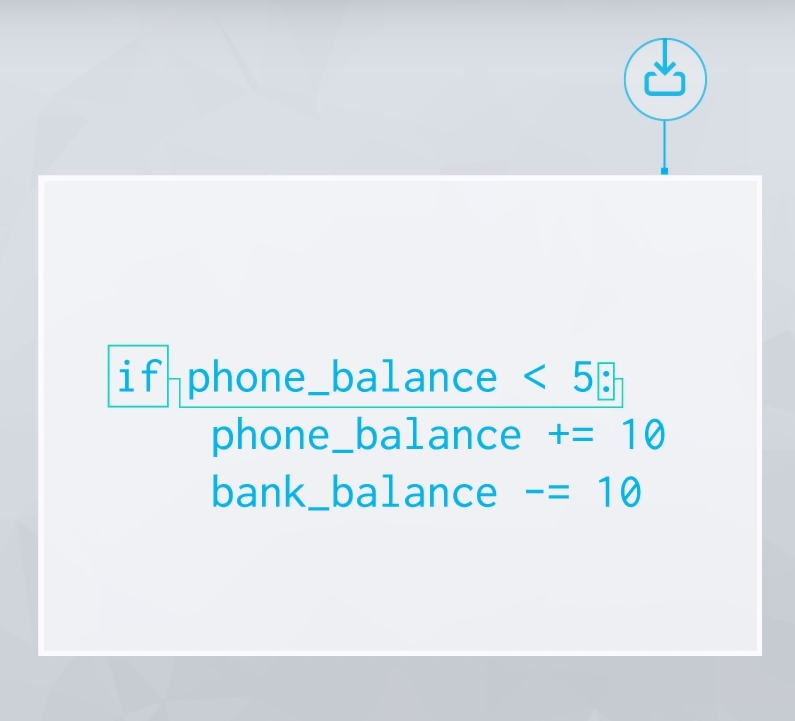 if phone_balance < 5:
    phone_balance += 10
    bank_balance -= 10